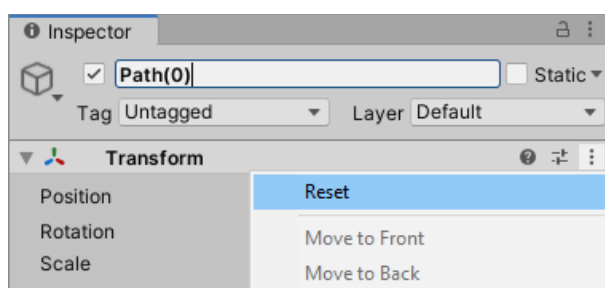 Inspector
Path(0) Static
Tag Untagged Layer Default
Transform
Position Reset
Rotation Move to Front
Scale Move to Back